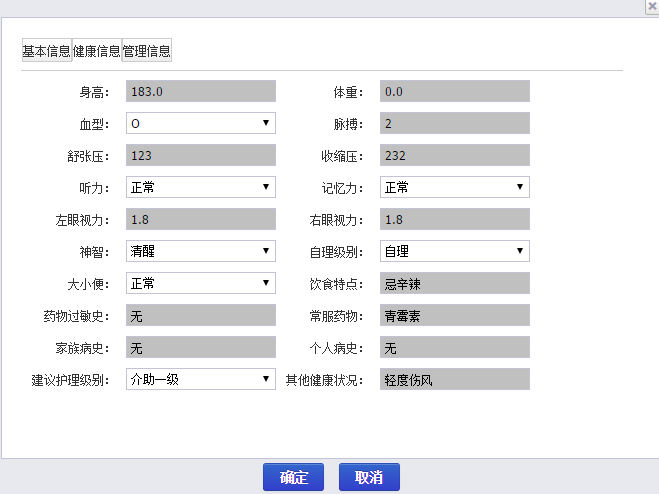 基本信息 健康信息 管理信息
身高： 183.0 体重： 0.0
血型： O 脉搏： 2
舒张压： 123 收缩压： 232
听力： 正常 记忆力： 正常
左眼视力： 1.8 右眼视力： 1.8
神智： 清醒 自理级别： 自理
大小便： 正常 饮食特点： 忌辛辣
药物过敏史： 无 常服药物： 青霉素
家族病史： 无 个人病史： 无
建议护理级别： 介助一级 其他健康状况： 轻度伤风
确定 取消